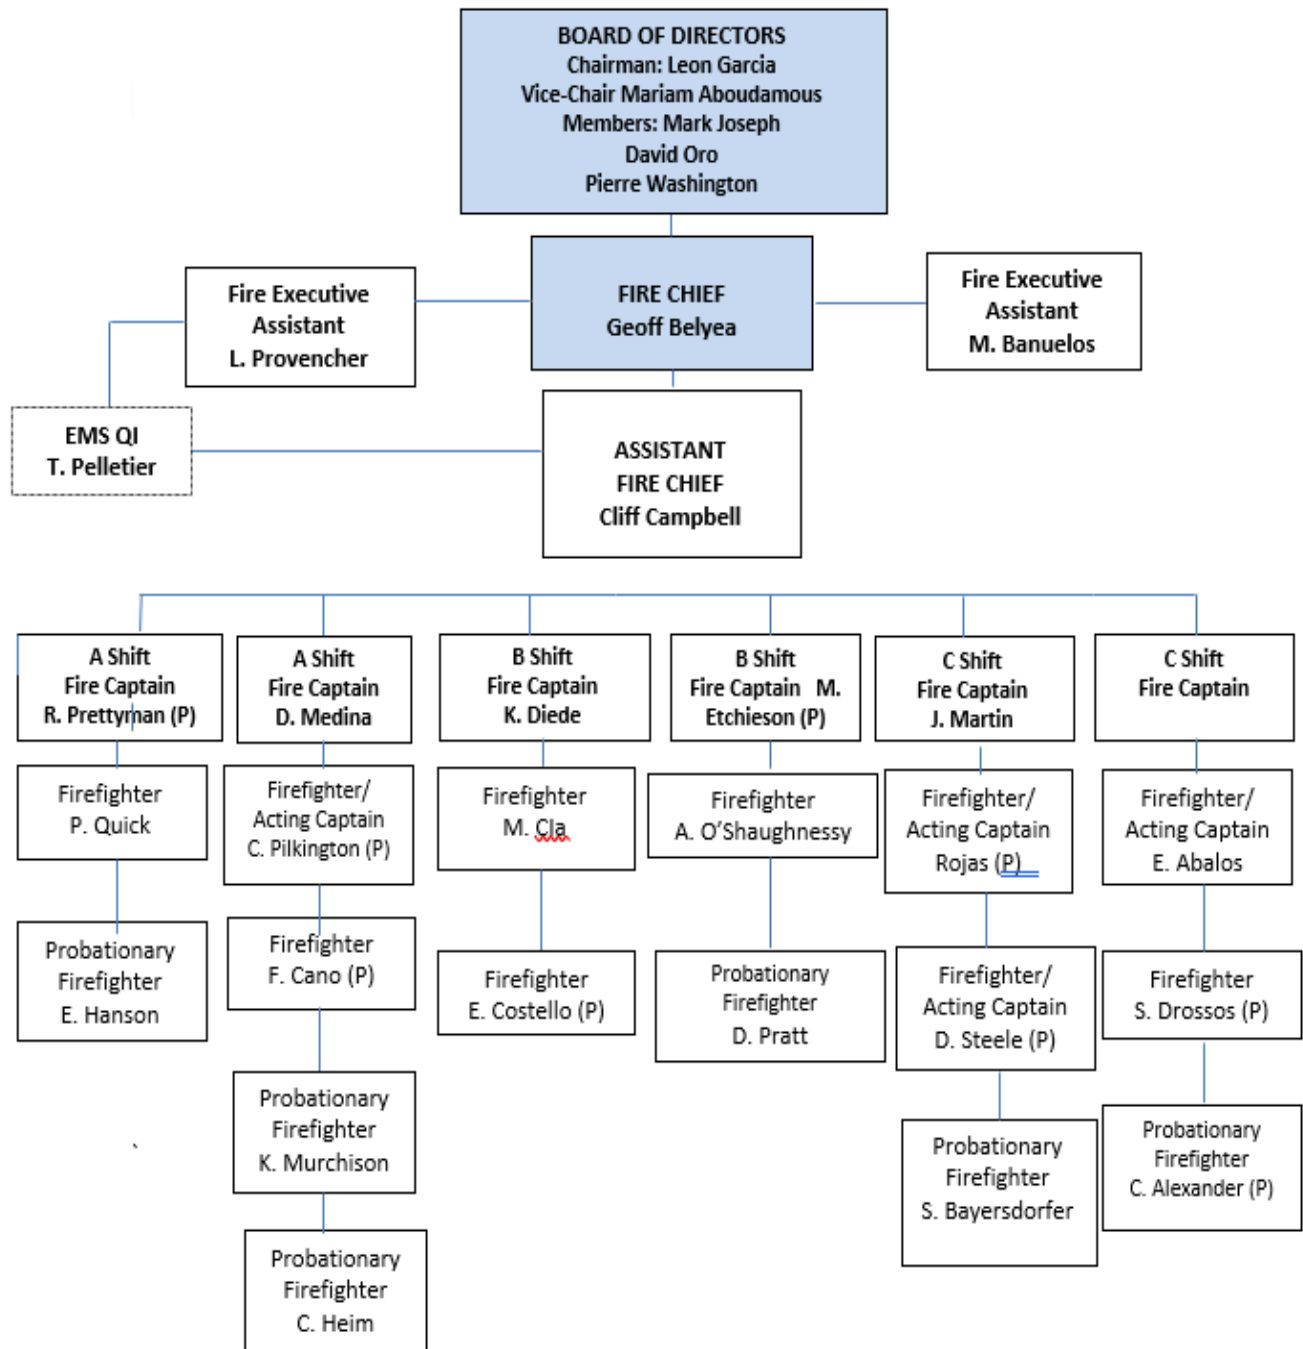 BOARD OF DIRECTORS
Chairman: Leon Garcia
Vice-Chair Mariam Aboudamous
Members: Mark Joseph
David Oro
Pierre Washington
Fire Executive
Assistant
L. Provencher
FIRE CHIEF
Geoff Belyea
Fire Executive
Assistant
M. Banuelos
EMS QI
T. Pelletier
ASSISTANT
FIRE CHIEF
Cliff Campbell
A Shift
Fire Captain
R. Prettyman (P)
A Shift
Fire Captain
D. Medina
B Shift
Fire Captain
K. Diede
B Shift
Fire Captain M.
Etchieson (P)
C Shift
Fire Captain
J. Martin
C Shift
Fire Captain
Firefighter
P. Quick
Firefighter/
Acting Captain
C. Pilkington (P)
Firefighter
M. Cla
Firefighter
A. O'Shaughnessy
Firefighter/
Acting Captain
Rojas (P)
Firefighter/
Acting Captain
E. Abalos
Probationary
Firefighter
E. Hanson
Firefighter
F. Cano (P)
Firefighter
E. Costello (P)
Probationary
Firefighter
D. Pratt
Firefighter/
Acting Captain
D. Steele (P)
Firefighter
S. Drossos (P)
Probationary
Firefighter
K. Murchison
Probationary
Firefighter
S. Bayersdorfer
Probationary
Firefighter
C. Alexander (P)
Probationary
Firefighter
C. Heim